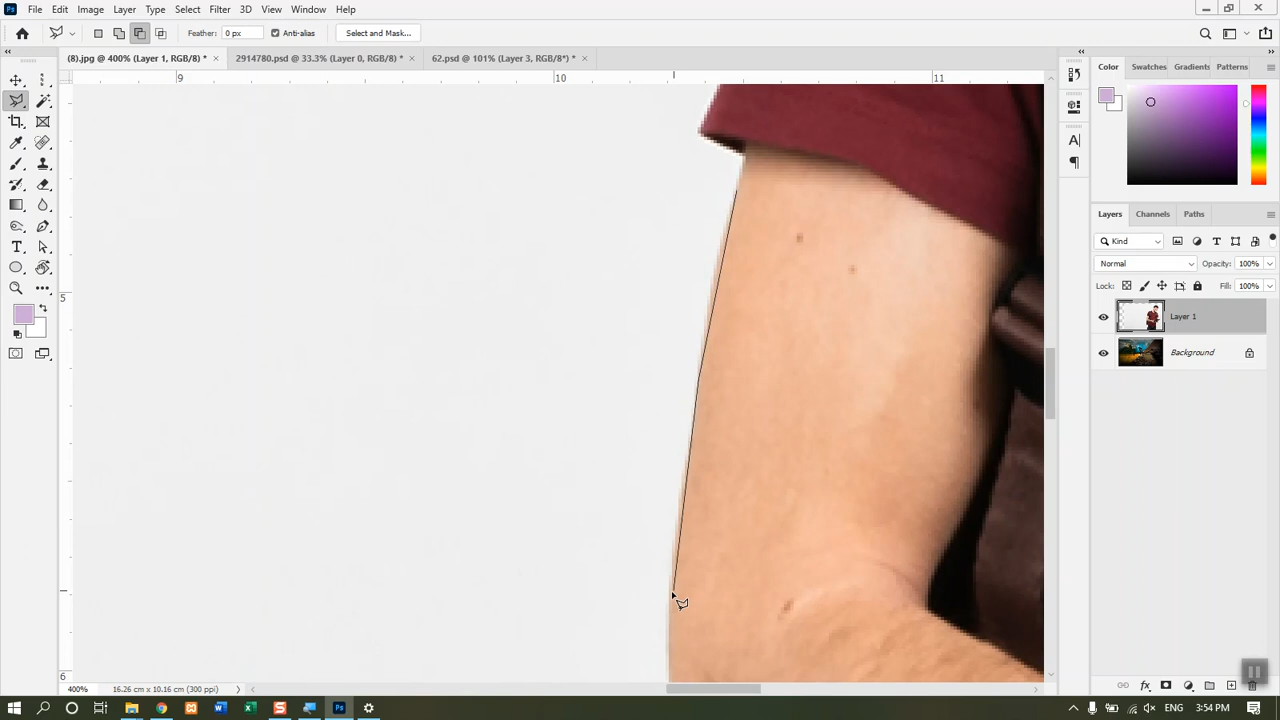 File Edit Image Layer Type Select Filter 3D View Window Help
Feather: 0 px Anti-alias Select and Mask...
(8).jpg @ 400% (Layer 1, RGB/8) * × 2914780.psd @ 33.3% (Layer 0, RGB/8) * × 62.psd @ 101% (Layer 3, RGB/8*) * ×
Color Swatches Gradients Patterns
9 10 11
5
6
Layers Channels Paths
Kind
Normal Opacity: 100%
Lock: Fill: 100%
Layer 1
Background
400% 16.26 cm x 10.16 cm (300 ppi)
ENG 3:54 PM